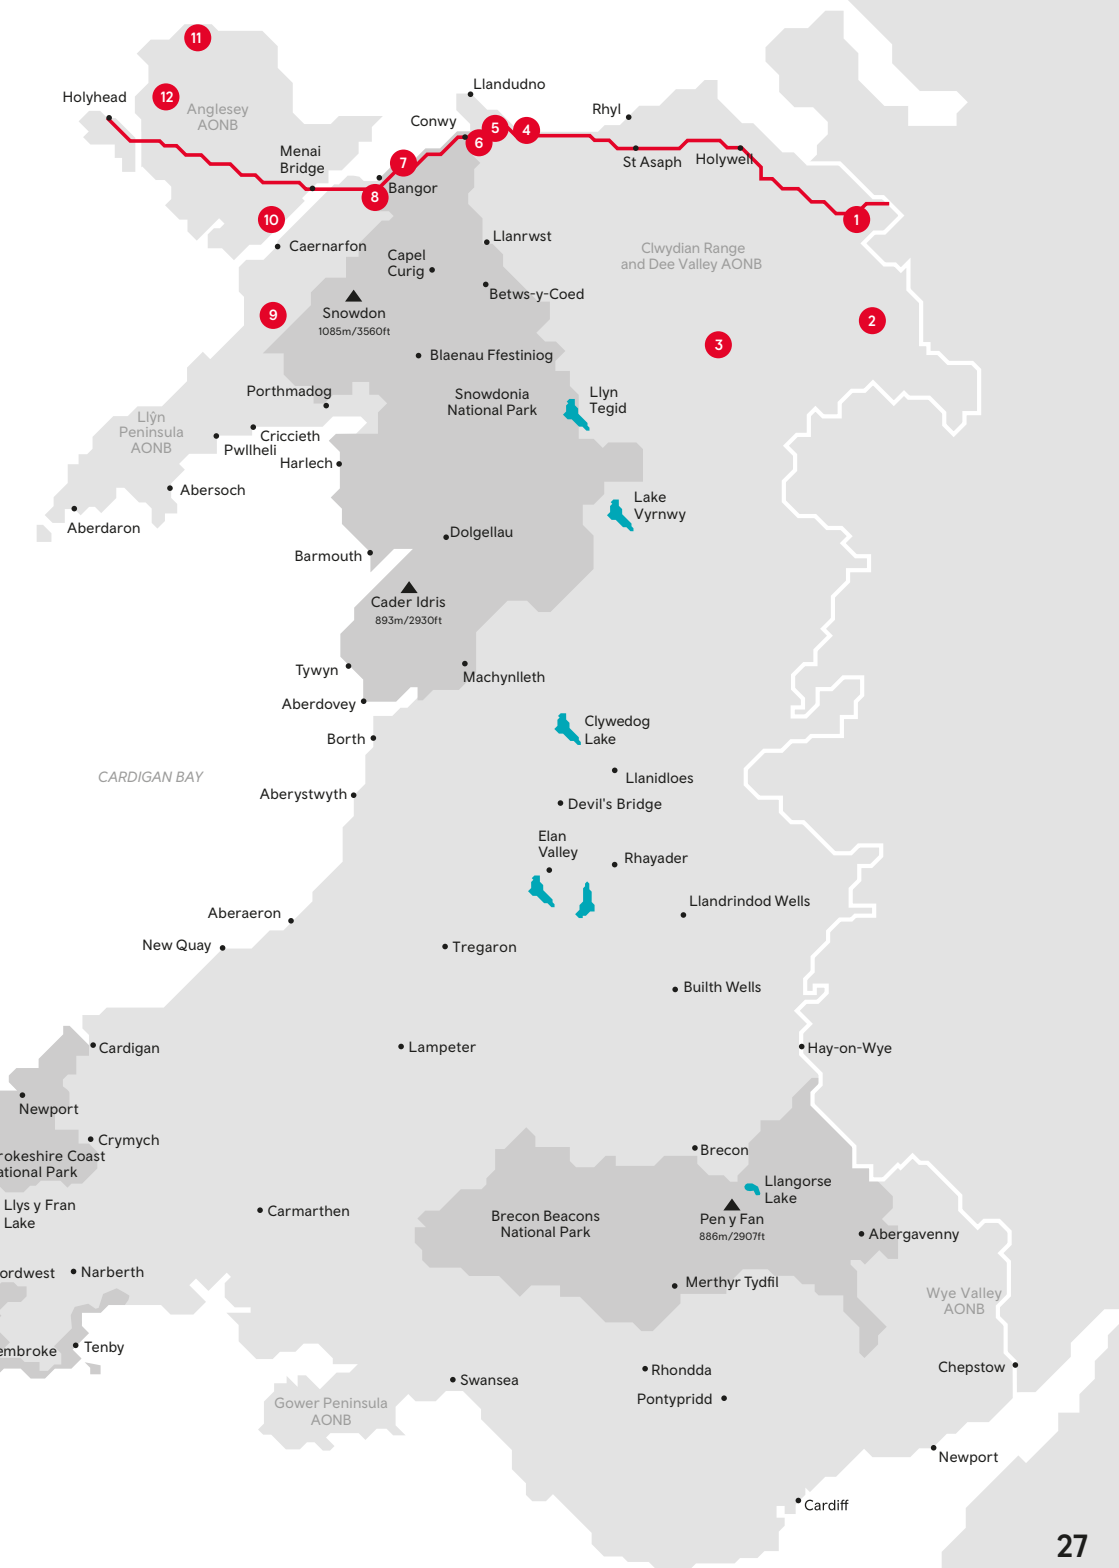 11
Llandudno
Holyhead
12
Anglesey
AONB
Rhyl
Conwy
5
4
6
Menai
Bridge
7
St Asaph
Holywell
Bangor
8
10
1
Llanrwst
Caernarfon
Capel
Curig
Clwydian Range
and Dee Valley AONB
Betws-y-Coed
9
Snowdon
1085m/3560ft
2
3
Blaenau Ffestiniog
Porthmadog
Snowdonia
National Park
Llyn
Tegid
Llŷn
Peninsula
AONB
Criccieth
Pwllheli
Harlech
Abersoch
Lake
Vyrnwy
Aberdaron
Dolgellau
Barmouth
Cader Idris
893m/2930ft
Tywyn
Machynlleth
Aberdovey
Clywedog
Lake
Borth
CARDIGAN BAY
Llanidloes
Aberystwyth
Devil's Bridge
Elan
Valley
Rhayader
Llandrindod Wells
Aberaeron
New Quay
Tregaron
Builth Wells
Cardigan
Lampeter
Hay-on-Wye
Newport
Crymych
rokeshire Coast
ational Park
Brecon
Llys y Fran
Lake
Llangorse
Lake
Carmarthen
Brecon Beacons
National Park
Pen y Fan
886m/2907ft
Abergavenny
ordwest
Narberth
Merthyr Tydfil
Wye Valley
AONB
embroke
Tenby
Chepstow
Rhondda
Swansea
Pontypridd
Gower Peninsula
AONB
Newport
Cardiff
27